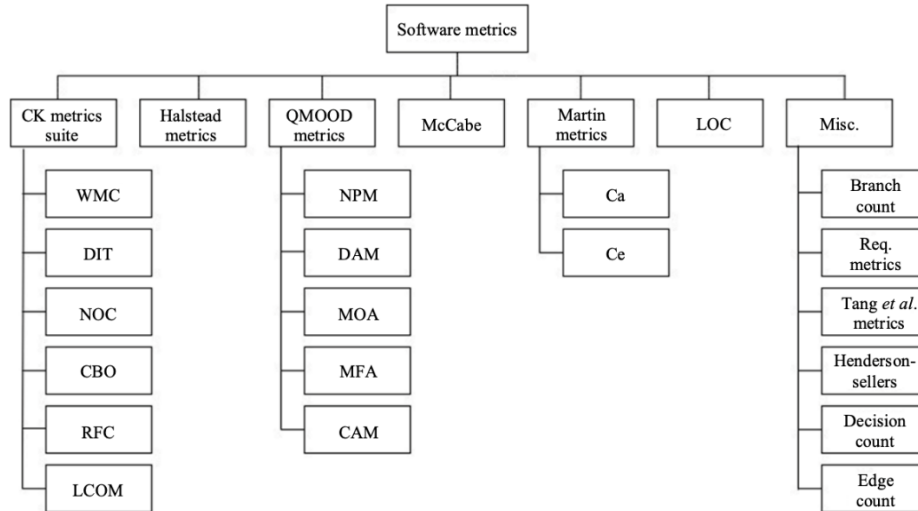 Software metrics
CK metrics
suite
Halstead
metrics
QMOOD
metrics
McCabe
Martin
metrics
LOC
Misc.
WMC
DIT
NOC
CBO
RFC
LCOM
NPM
DAM
MOA
MFA
CAM
Ca
Ce
Branch
count
Req.
metrics
Tang et al.
metrics
Henderson-
sellers
Decision
count
Edge
count